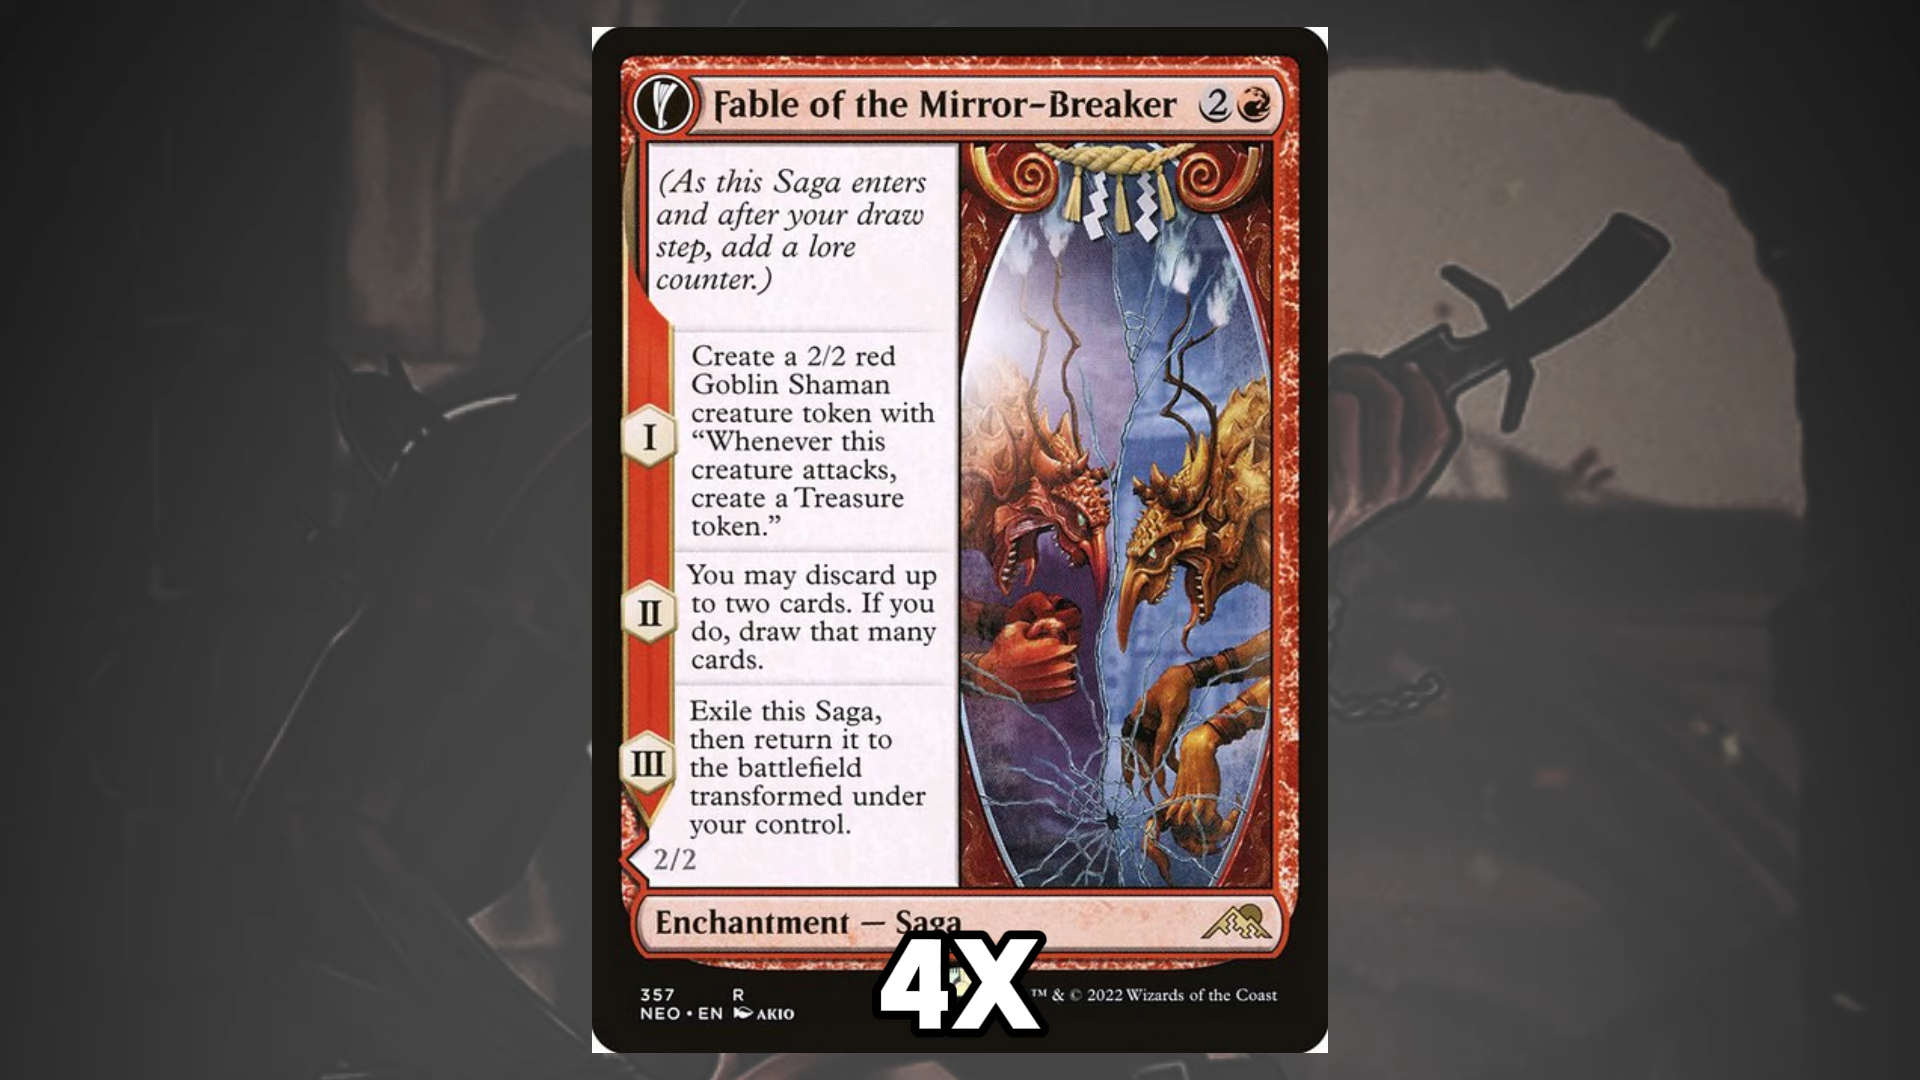 Fable of the Mirror-Breaker 2
(As this Saga enters
and after your draw
step, add a lore
counter.)
I
Create a 2/2 red
Goblin Shaman
creature token with
“Whenever this
creature attacks,
create a Treasure
token.”
II
You may discard up
to two cards. If you
do, draw that many
cards.
III
Exile this Saga,
then return it to
the battlefield
transformed under
your control.
2/2
Enchantment — Saga
4X
357 R
NEO • EN AKIO
™ & © 2022 Wizards of the Coast